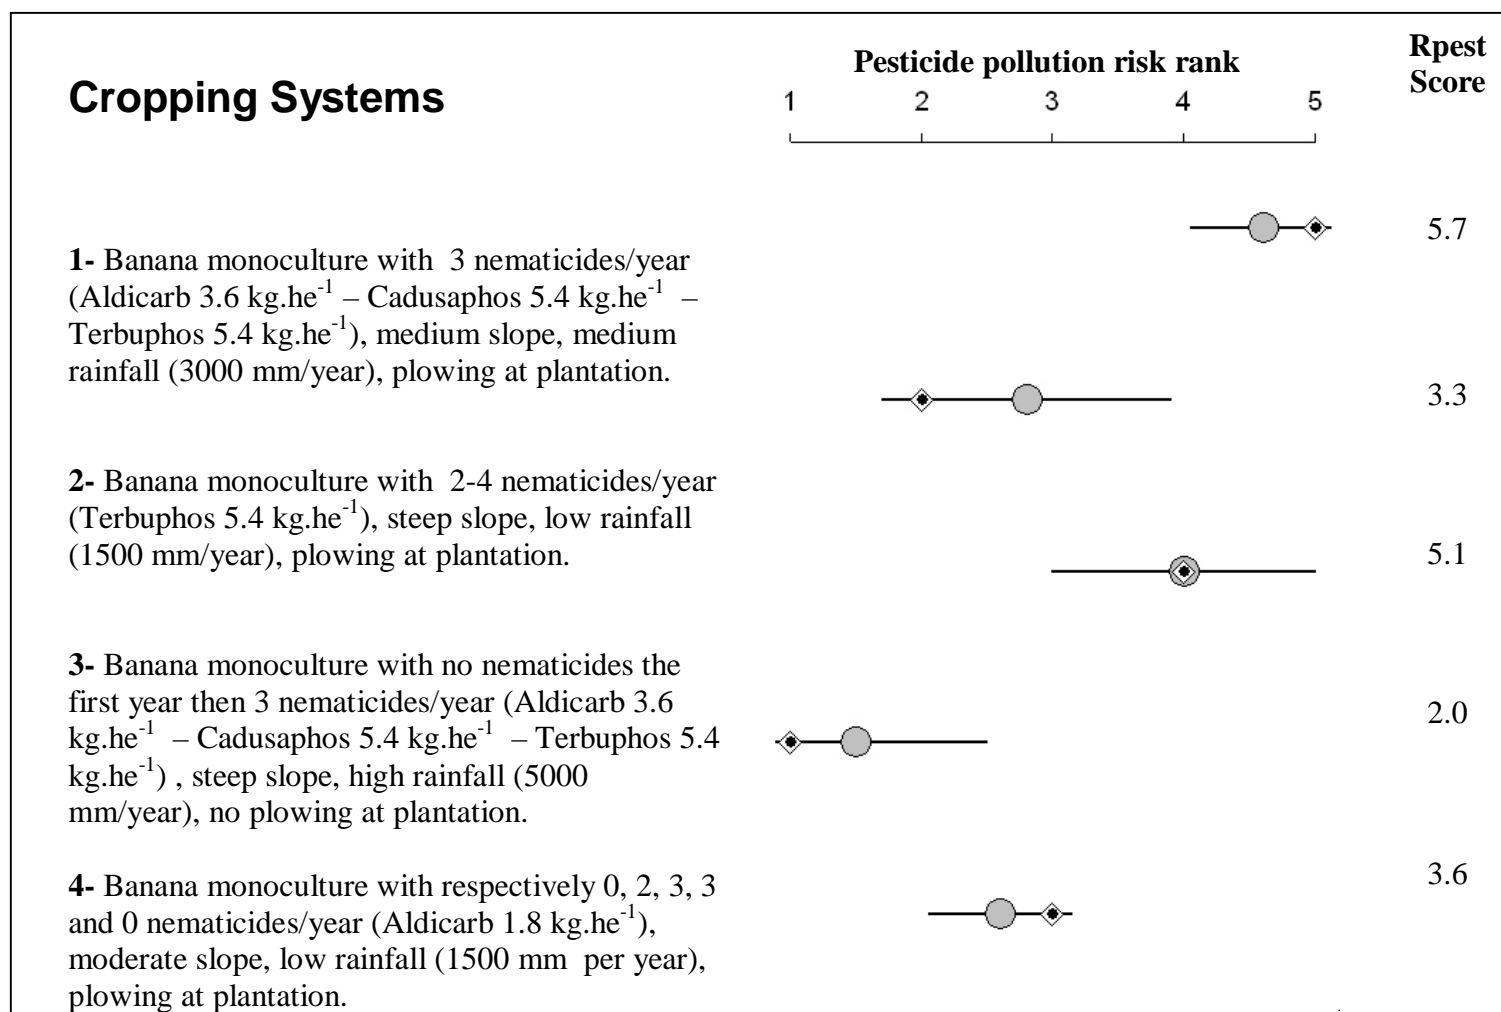 Cropping Systems
Pesticide pollution risk rank
Rpest
Score
1 2 3 4 5
1- Banana monoculture with 3 nematicides/year
(Aldicarb 3.6 kg.he⁻¹ – Cadusaphos 5.4 kg.he⁻¹ –
Terbuphos 5.4 kg.he⁻¹), medium slope, medium
rainfall (3000 mm/year), plowing at plantation.
5.7
3.3
2- Banana monoculture with 2-4 nematicides/year
(Terbuphos 5.4 kg.he⁻¹), steep slope, low rainfall
(1500 mm/year), plowing at plantation.
5.1
3- Banana monoculture with no nematicides the
first year then 3 nematicides/year (Aldicarb 3.6
kg.he⁻¹ – Cadusaphos 5.4 kg.he⁻¹ – Terbuphos 5.4
kg.he⁻¹) , steep slope, high rainfall (5000
mm/year), no plowing at plantation.
2.0
4- Banana monoculture with respectively 0, 2, 3, 3
and 0 nematicides/year (Aldicarb 1.8 kg.he⁻¹),
moderate slope, low rainfall (1500 mm per year),
plowing at plantation.
3.6